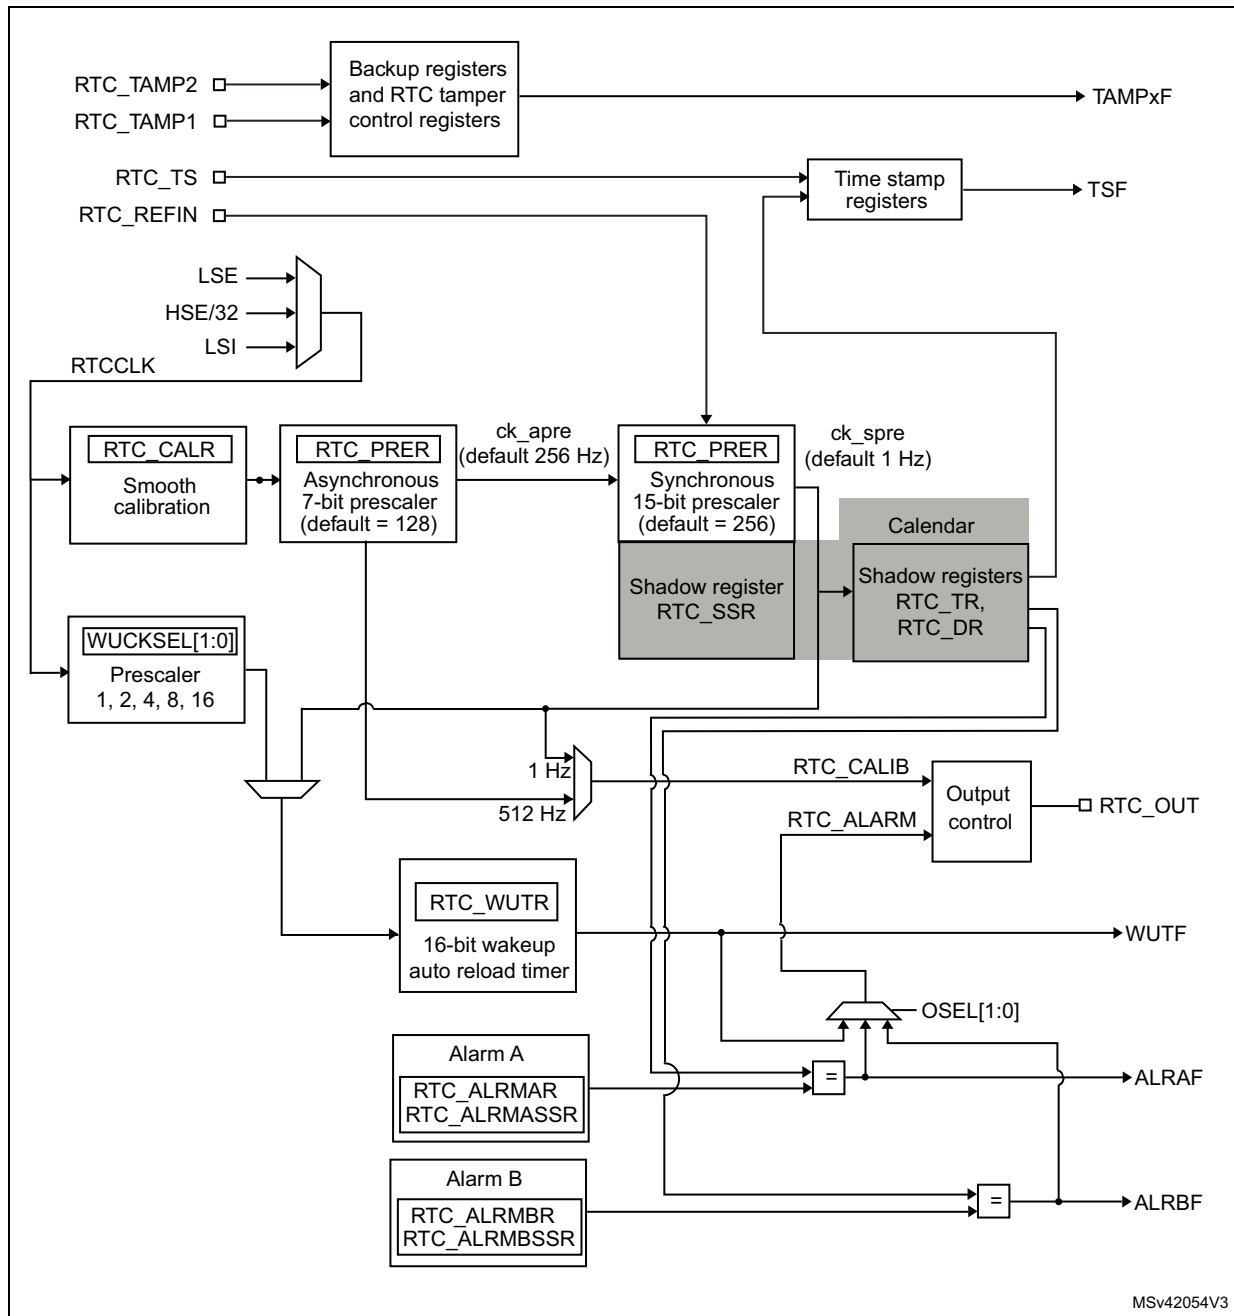 RTC_TAMP2
RTC_TAMP1
Backup registers
and RTC tamper
control registers
TAMPxF
RTC_TS
RTC_REFIN
Time stamp
registers
TSF
LSE
HSE/32
LSI
RTCCLK
RTC_CALR
Smooth
calibration
RTC_PRER
Asynchronous
7-bit prescaler
(default = 128)
ck_apre
(default 256 Hz)
RTC_PRER
Synchronous
15-bit prescaler
(default = 256)
ck_spre
(default 1 Hz)
Calendar
Shadow register
RTC_SSR
Shadow registers
RTC_TR,
RTC_DR
WUCKSEL[1:0]
Prescaler
1, 2, 4, 8, 16
1 Hz
512 Hz
RTC_CALIB
RTC_ALARM
Output
control
RTC_OUT
RTC_WUTR
16-bit wakeup
auto reload timer
WUTF
OSEL[1:0]
Alarm A
RTC_ALRMAR
RTC_ALRMASSR
=
ALRAF
Alarm B
RTC_ALRMBR
RTC_ALRMBSSR
=
ALRBF
MSv42054V3